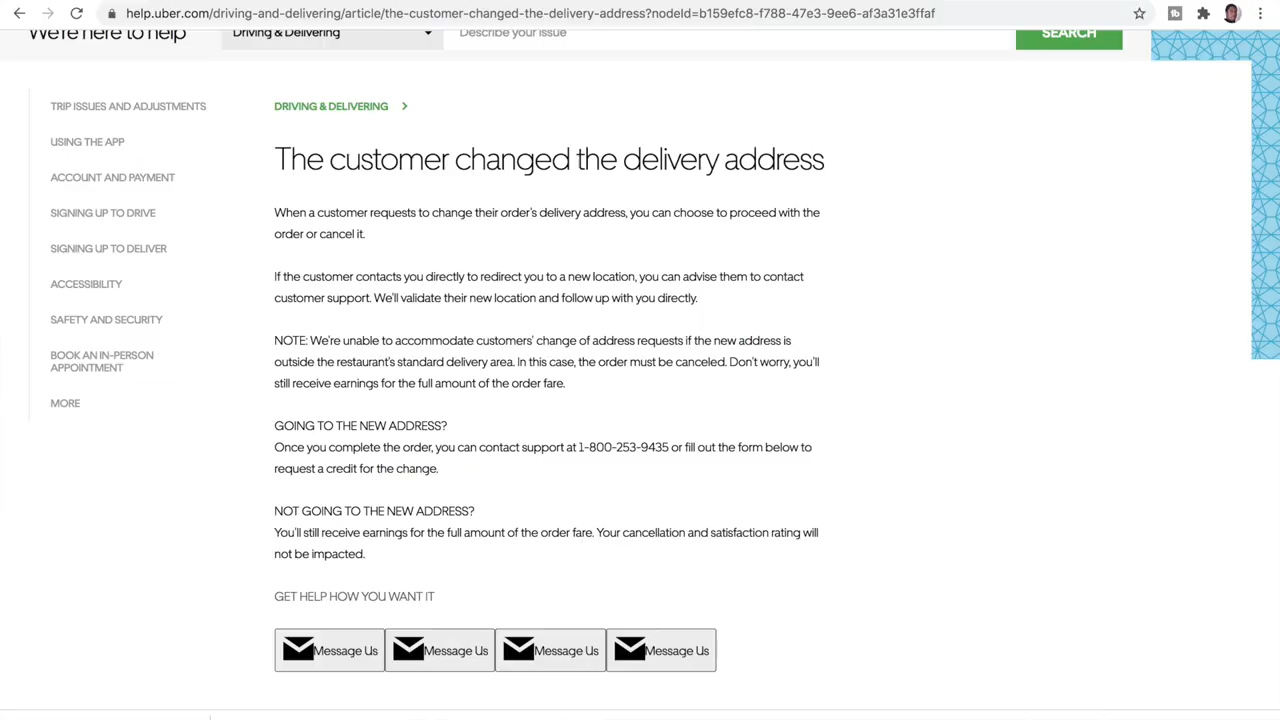 help.uber.com/driving-and-delivering/article/the-customer-changed-the-delivery-address?nodeId=b159efc8-f788-47e3-9ee6-af3a31e3ffaf
We're here to help Driving & Delivering Describe your issue SEARCH
TRIP ISSUES AND ADJUSTMENTS
USING THE APP
ACCOUNT AND PAYMENT
SIGNING UP TO DRIVE
SIGNING UP TO DELIVER
ACCESSIBILITY
SAFETY AND SECURITY
BOOK AN IN-PERSON
APPOINTMENT
MORE
DRIVING & DELIVERING
The customer changed the delivery address
When a customer requests to change their order's delivery address, you can choose to proceed with the
order or cancel it.
If the customer contacts you directly to redirect you to a new location, you can advise them to contact
customer support. We'll validate their new location and follow up with you directly.
NOTE: We're unable to accommodate customers' change of address requests if the new address is
outside the restaurant's standard delivery area. In this case, the order must be canceled. Don't worry, you'll
still receive earnings for the full amount of the order fare.
GOING TO THE NEW ADDRESS?
Once you complete the order, you can contact support at 1-800-253-9435 or fill out the form below to
request a credit for the change.
NOT GOING TO THE NEW ADDRESS?
You'll still receive earnings for the full amount of the order fare. Your cancellation and satisfaction rating will
not be impacted.
GET HELP HOW YOU WANT IT
Message Us Message Us Message Us Message Us